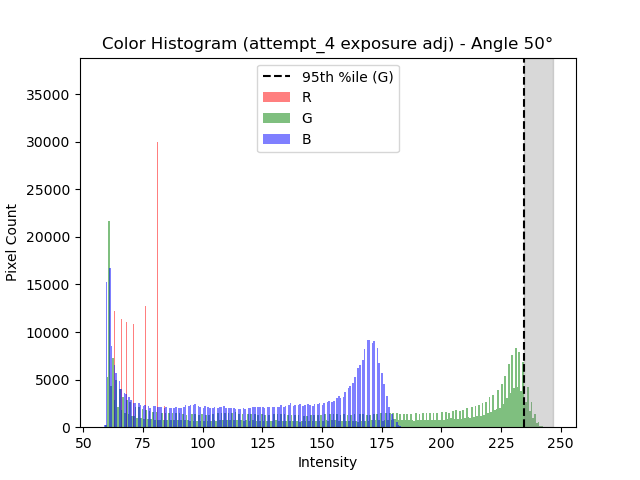 Color Histogram (attempt_4 exposure adj) - Angle 50°
95th %ile (G)
R
G
B
Pixel Count
35000
30000
25000
20000
15000
10000
5000
0
50
75
100
125
150
175
200
225
250
Intensity